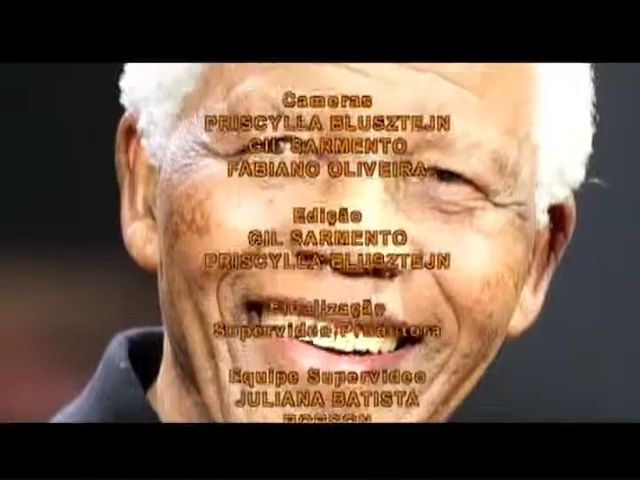 Cameras
PRISCYLLA BLUSZTEJN
GIL SARMENTO
FABIANO OLIVEIRA
Edição
GIL SARMENTO
PRISCYLLA BLUSZTEJN
Finalização
Supervideo Produtora
Equipe Supervideo
JULIANA BATISTA